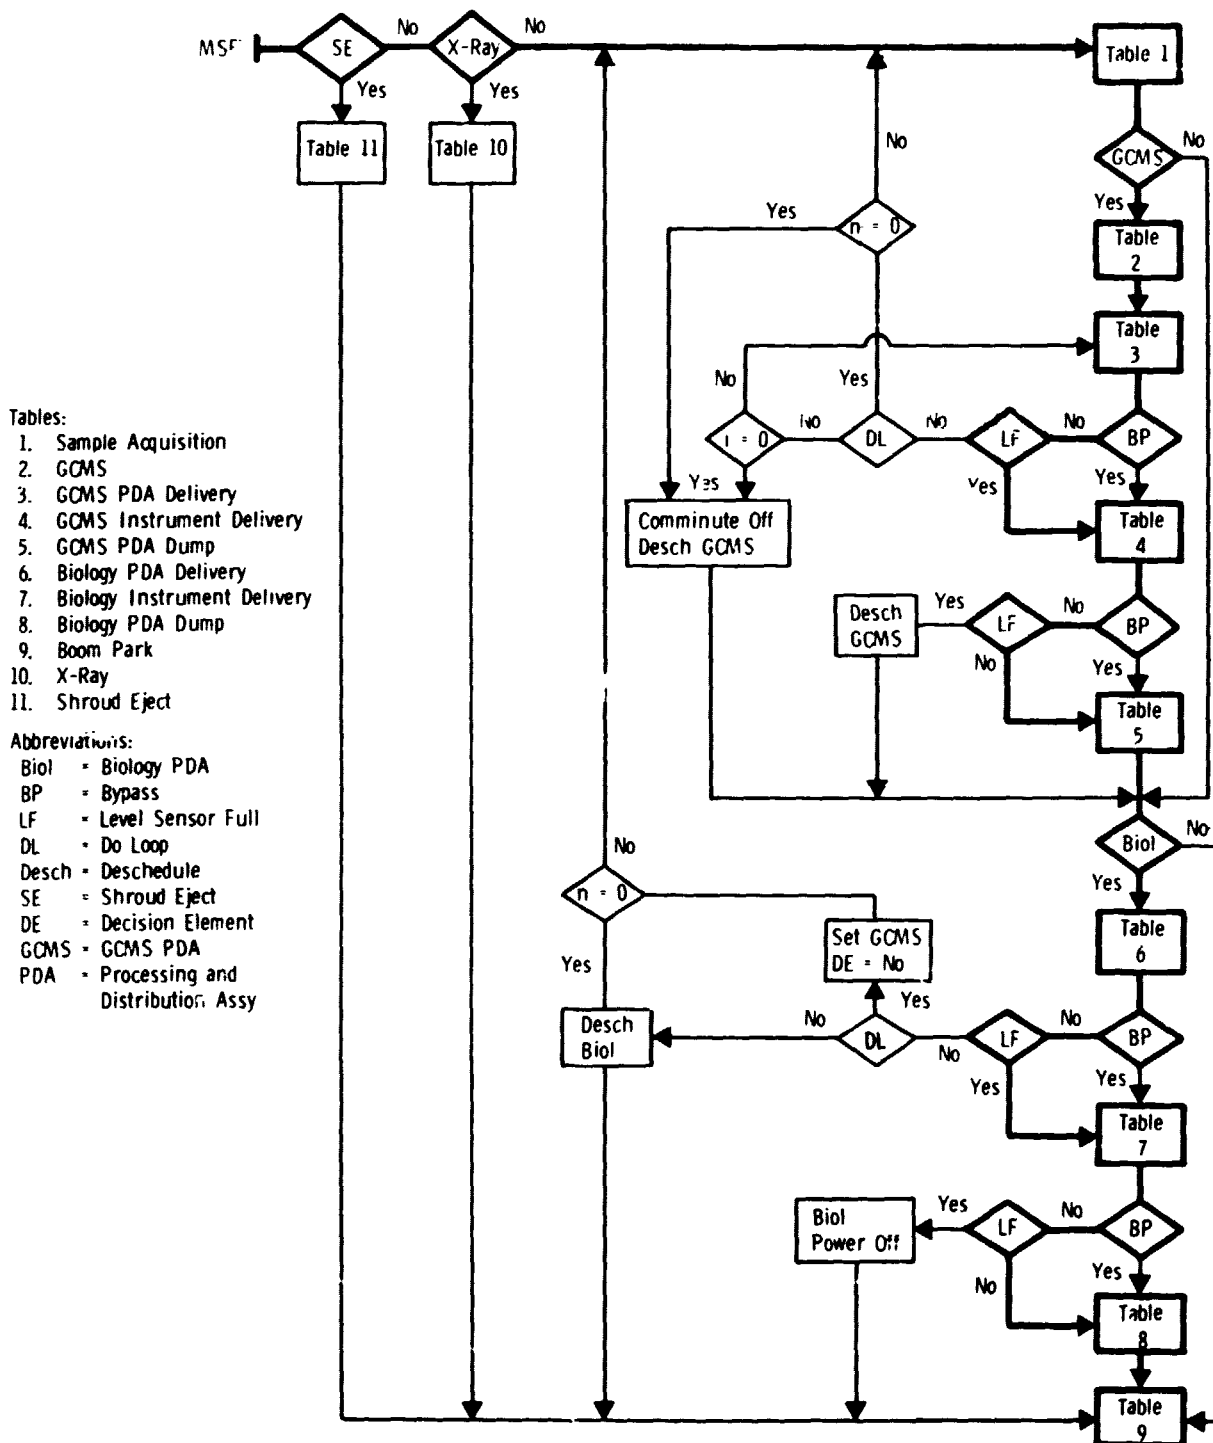 MSF
SE
No
X-Ray
No
Table 1
Yes
Yes
Table 11
Table 10
No
GCMS
No
Yes
Yes
n = 0
Table
2
Table
3
No
Yes
No
No
No
i = 0
DL
LF
BP
Yes
Yes
Yes
Comminute Off
Desch GCMS
Table
4
Desch
GCMS
Yes
LF
No
BP
No
Yes
Table
5
Tables:
1. Sample Acquisition
2. GCMS
3. GCMS PDA Delivery
4. GCMS Instrument Delivery
5. GCMS PDA Dump
6. Biology PDA Delivery
7. Biology Instrument Delivery
8. Biology PDA Dump
9. Boom Park
10. X-Ray
11. Shroud Eject
Abbreviations:
Biol = Biology PDA
BP = Bypass
LF = Level Sensor Full
DL = Do Loop
Desch = Deschedule
SE = Shroud Eject
DE = Decision Element
GCMS = GCMS PDA
PDA = Processing and
Distribution Assy
Biol
No
No
n = 0
Yes
Table
6
Set GCMS
DE = No
Yes
Yes
Desch
Biol
No
DL
No
LF
No
BP
Yes
Yes
Table
7
Biol
Power Off
Yes
LF
No
BP
No
Yes
Table
8
Table
9